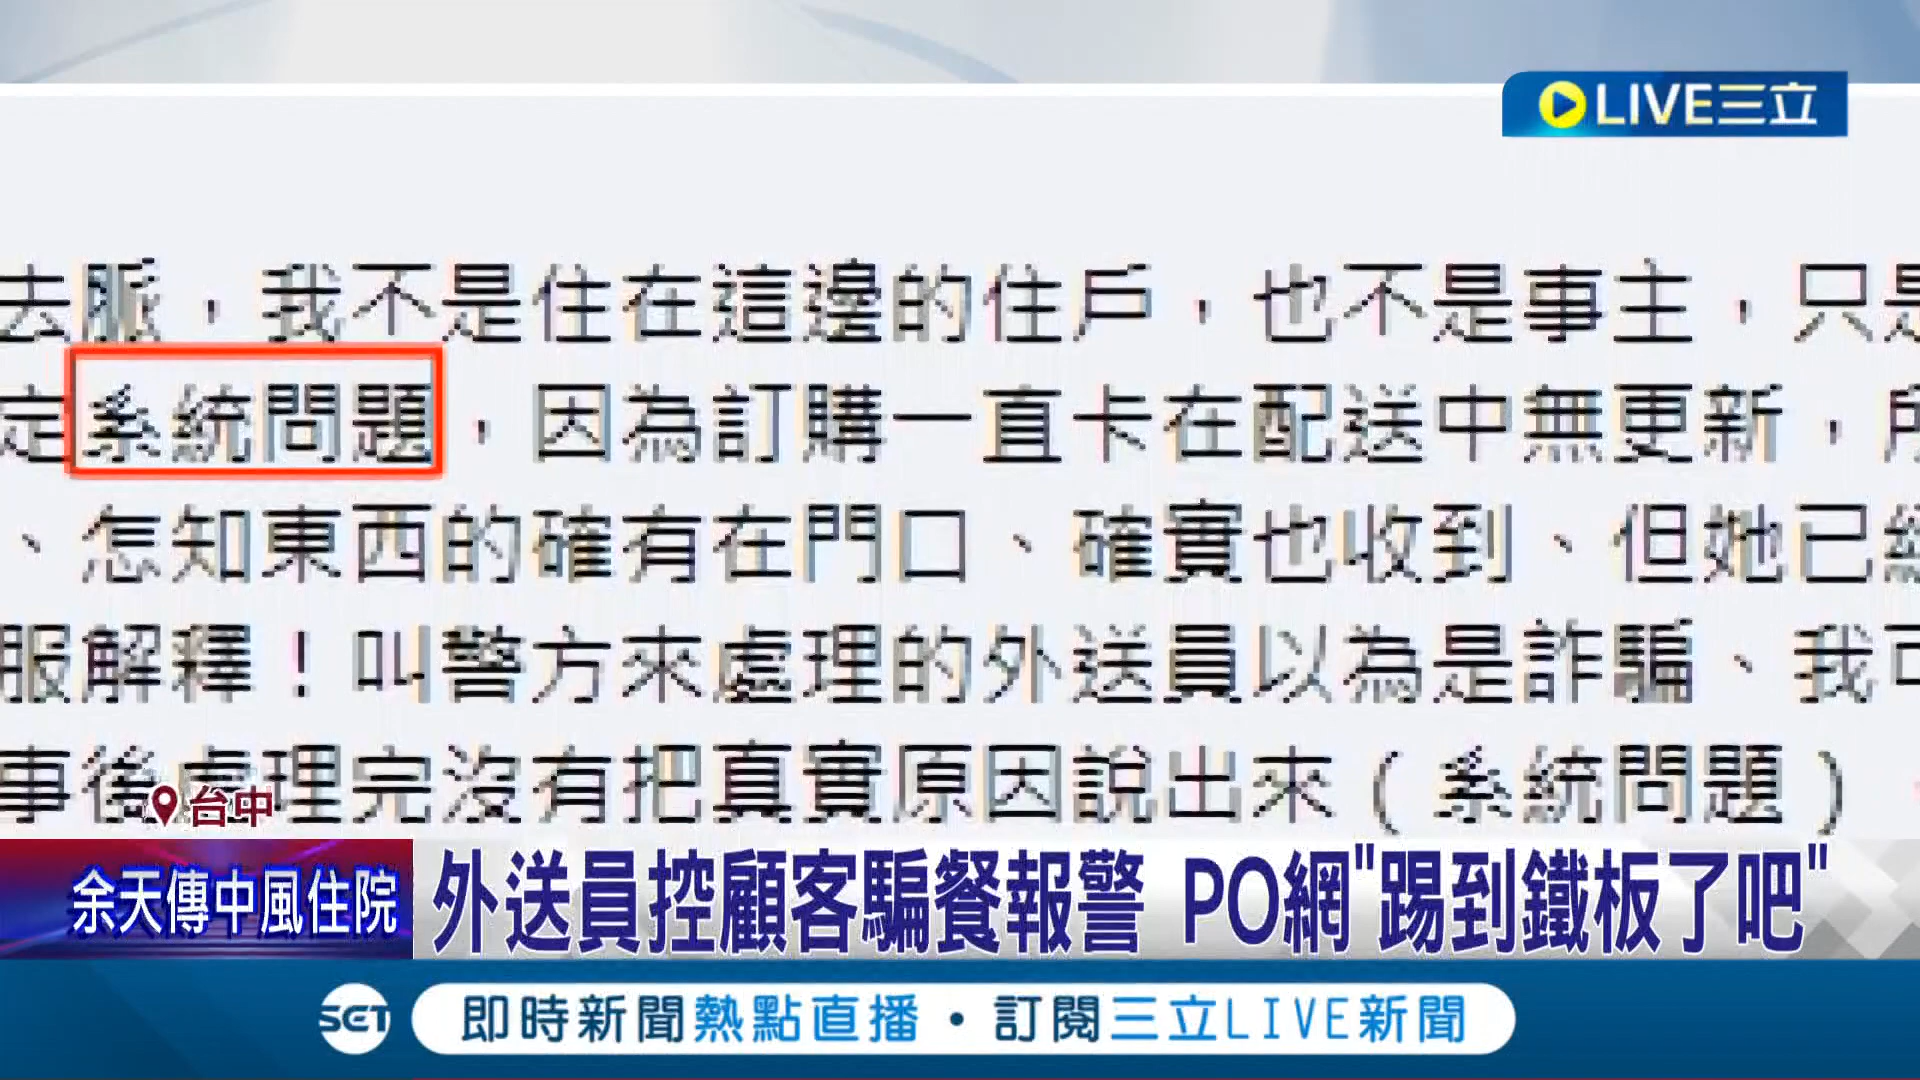 LIVE三立
去脈，我不是住在這邊的住戶，也不是事主，只是
定系統問題，因為訂購一直卡在配送中無更新，所
、怎知東西的確有在門口、確實也收到、但她已經
服解釋！叫警方來處理的外送員以為是詐騙、我可
事後處理完沒有把真實原因說出來（系統問題）
台中
余天傳中風住院
外送員控顧客騙餐報警 PO網"踢到鐵板了吧"
SET 即時新聞熱點直播・訂閱三立LIVE新聞